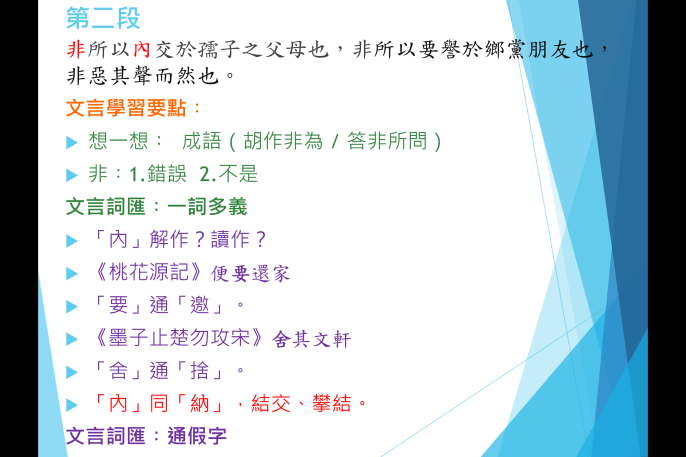 第二段
非所以內交於孺子之父母也，非所以要譽於鄉黨朋友也，
非惡其聲而然也。
文言學習要點：
想一想： 成語（胡作非為 / 答非所問）
非：1.錯誤 2.不是
文言詞匯：一詞多義
「內」解作？讀作？
《桃花源記》便要還家
「要」通「邀」。
《墨子止楚勿攻宋》舍其文軒
「舍」通「捨」。
「內」同「納」，結交、攀結。
文言詞匯：通假字